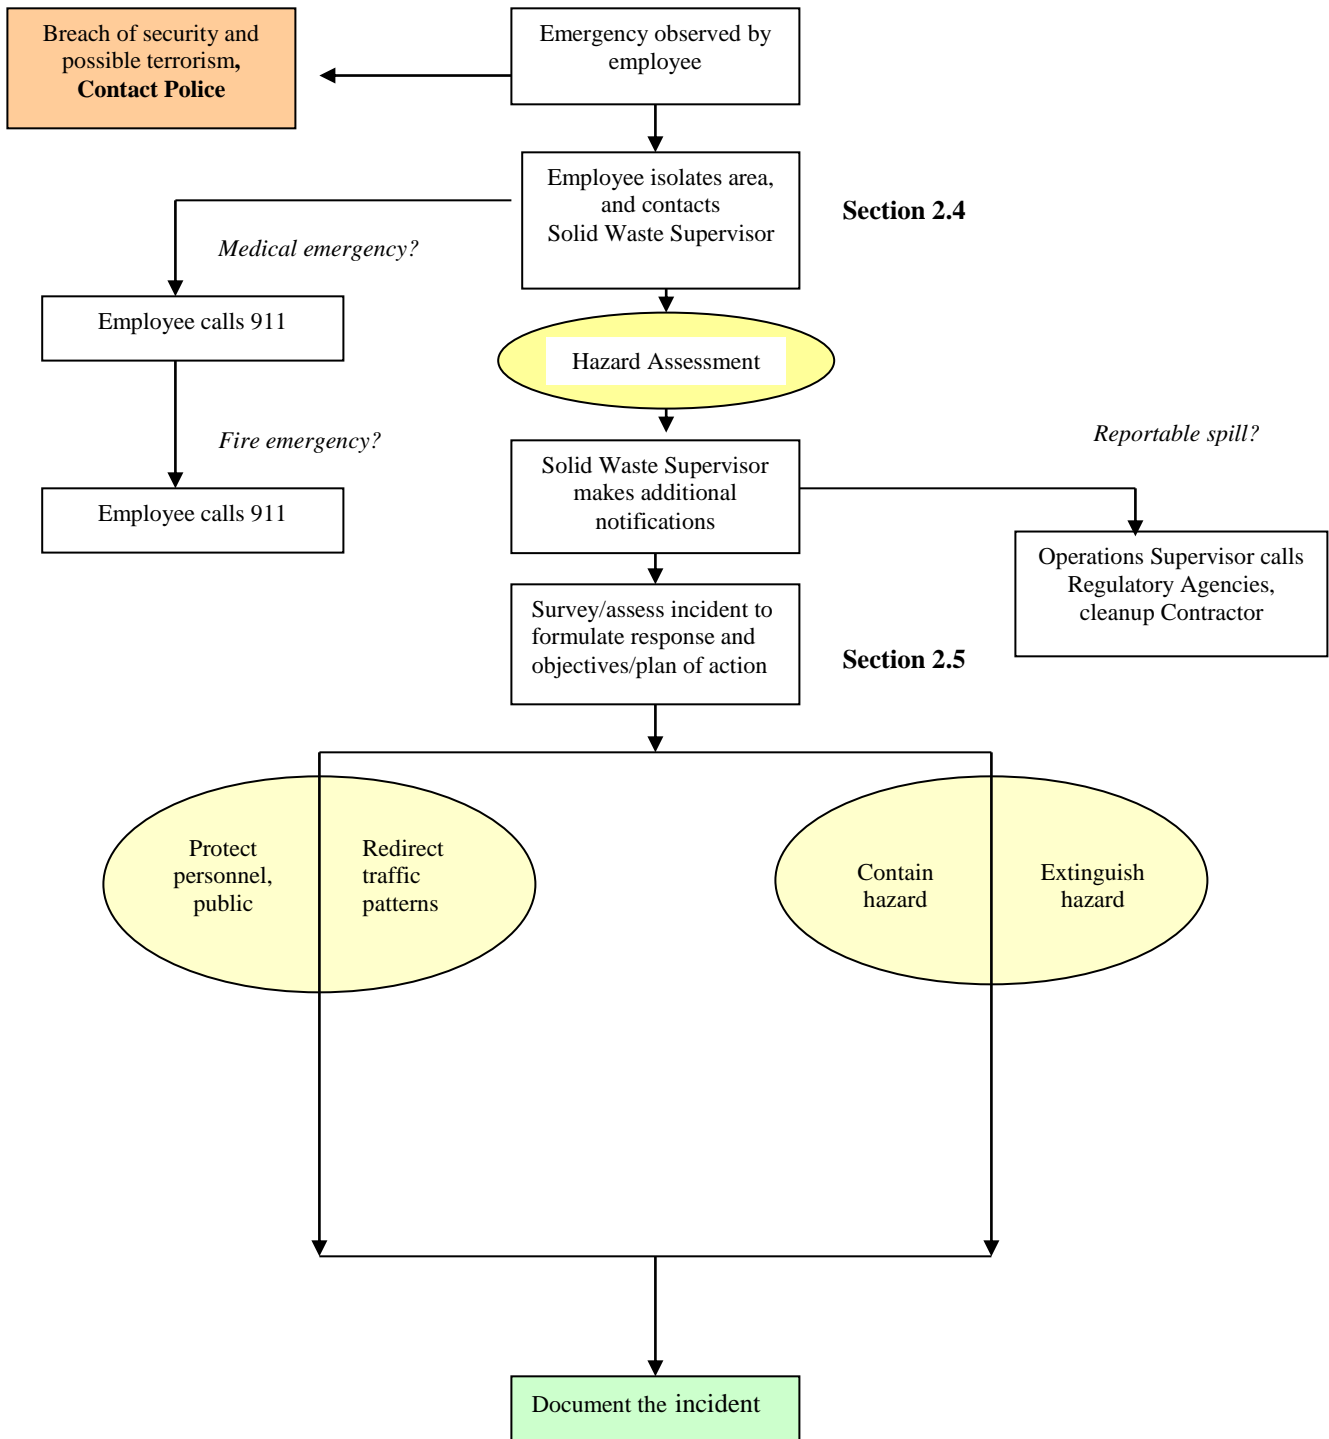 Breach of security and
possible terrorism,
Contact Police
Emergency observed by
employee
Employee isolates area,
and contacts
Solid Waste Supervisor
Section 2.4
Medical emergency?
Employee calls 911
Hazard Assessment
Fire emergency?
Employee calls 911
Solid Waste Supervisor
makes additional
notifications
Reportable spill?
Operations Supervisor calls
Regulatory Agencies,
cleanup Contractor
Survey/assess incident to
formulate response and
objectives/plan of action
Section 2.5
Protect
personnel,
public
Redirect
traffic
patterns
Contain
hazard
Extinguish
hazard
Document the incident